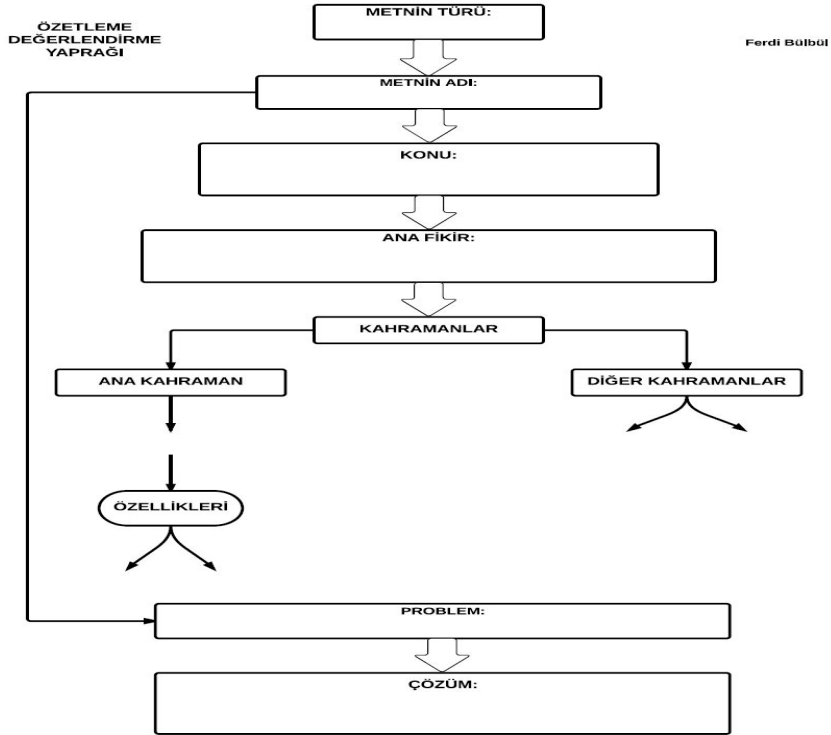 ÖZETLEME
DEĞERLENDİRME
YAPRAĞI
METNİN TÜRÜ:
Ferdi Bülbül
METNİN ADI:
KONU:
ANA FİKİR:
KAHRAMANLAR
ANA KAHRAMAN
DİĞER KAHRAMANLAR
ÖZELLİKLERİ
PROBLEM:
ÇÖZÜM: